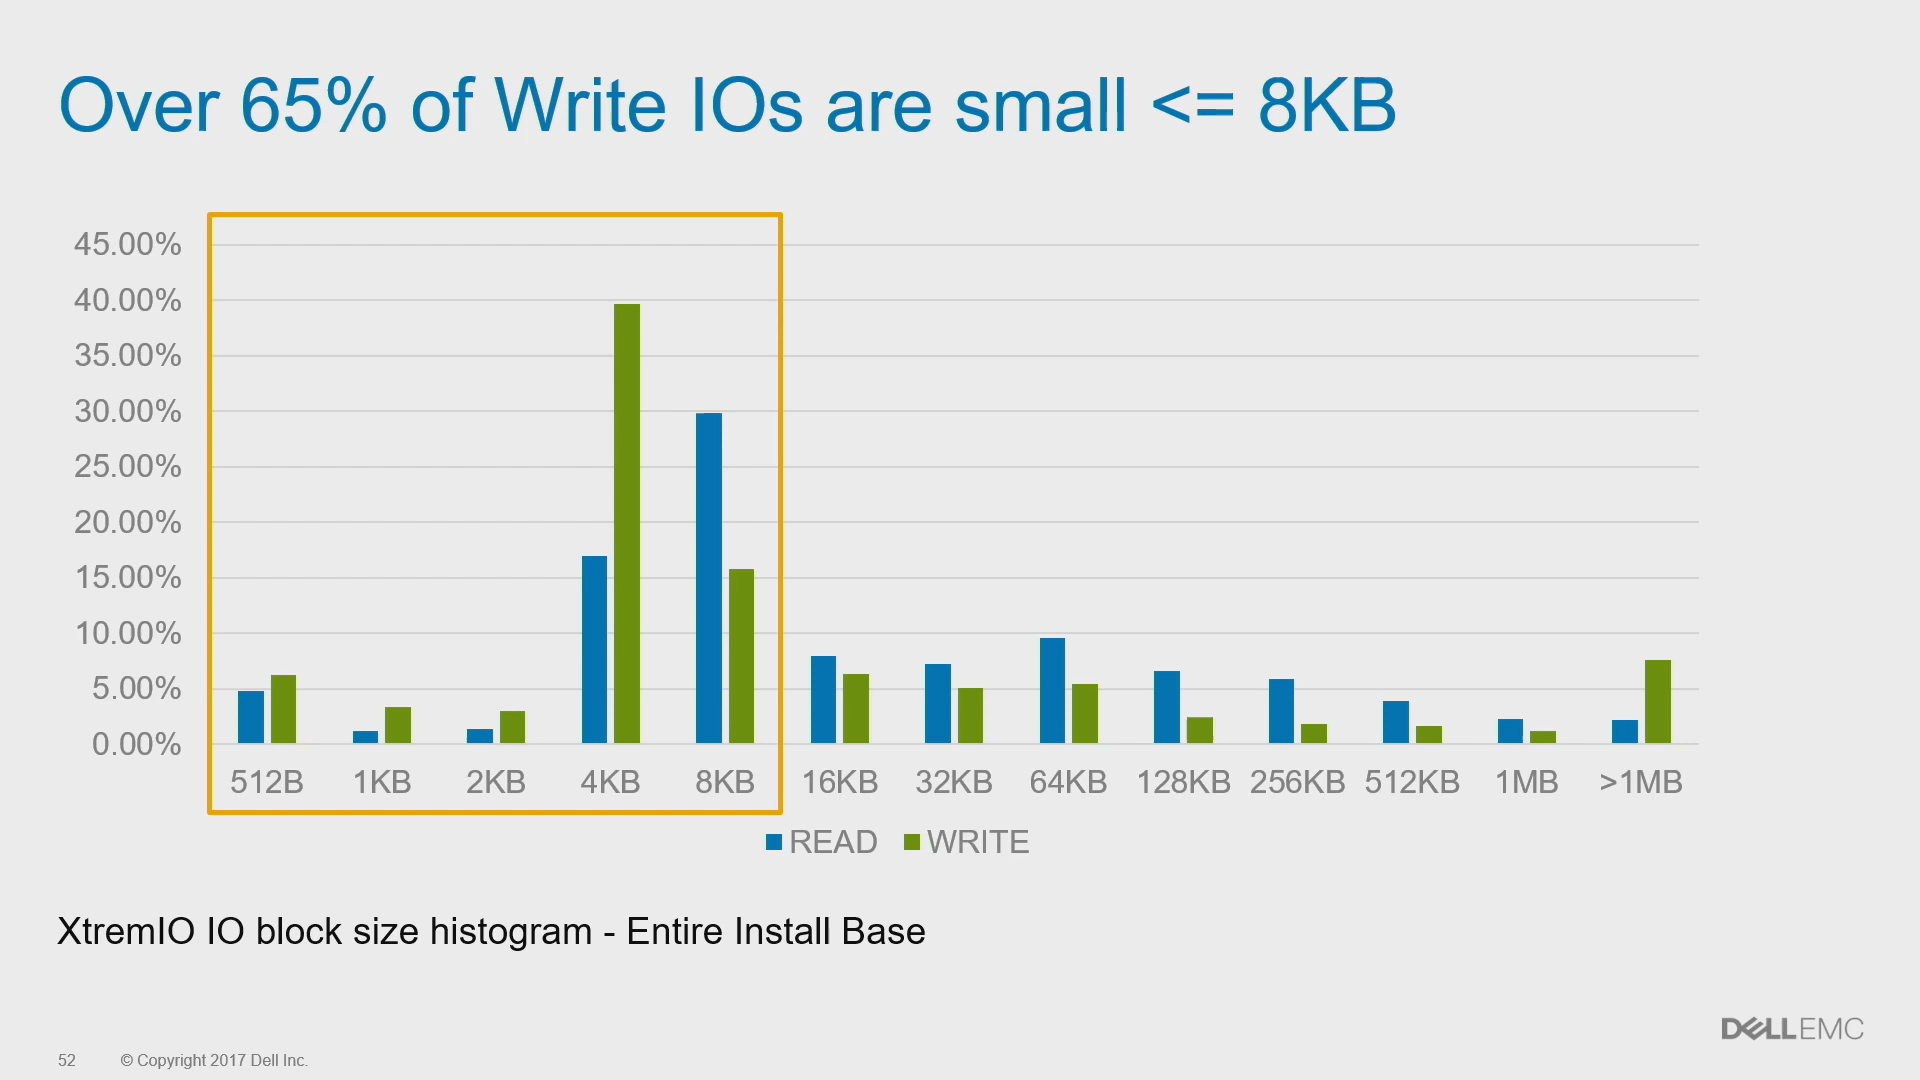 Over 65% of Write IOs are small <= 8KB
45.00%
40.00%
35.00%
30.00%
25.00%
20.00%
15.00%
10.00%
5.00%
0.00%
512B 1KB 2KB 4KB 8KB 16KB 32KB 64KB 128KB 256KB 512KB 1MB >1MB
READ WRITE
XtremIO IO block size histogram - Entire Install Base
DELLEMC
52 © Copyright 2017 Dell Inc.